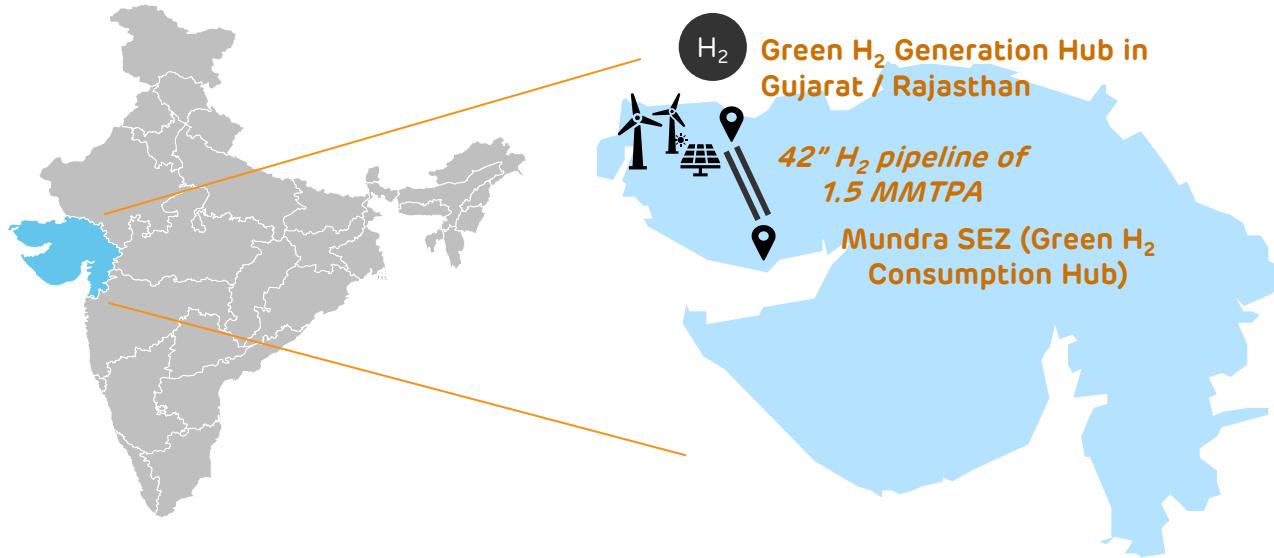 H₂
Green H₂ Generation Hub in
Gujarat / Rajasthan
42” H₂ pipeline of
1.5 MMTPA
Mundra SEZ (Green H₂
Consumption Hub)